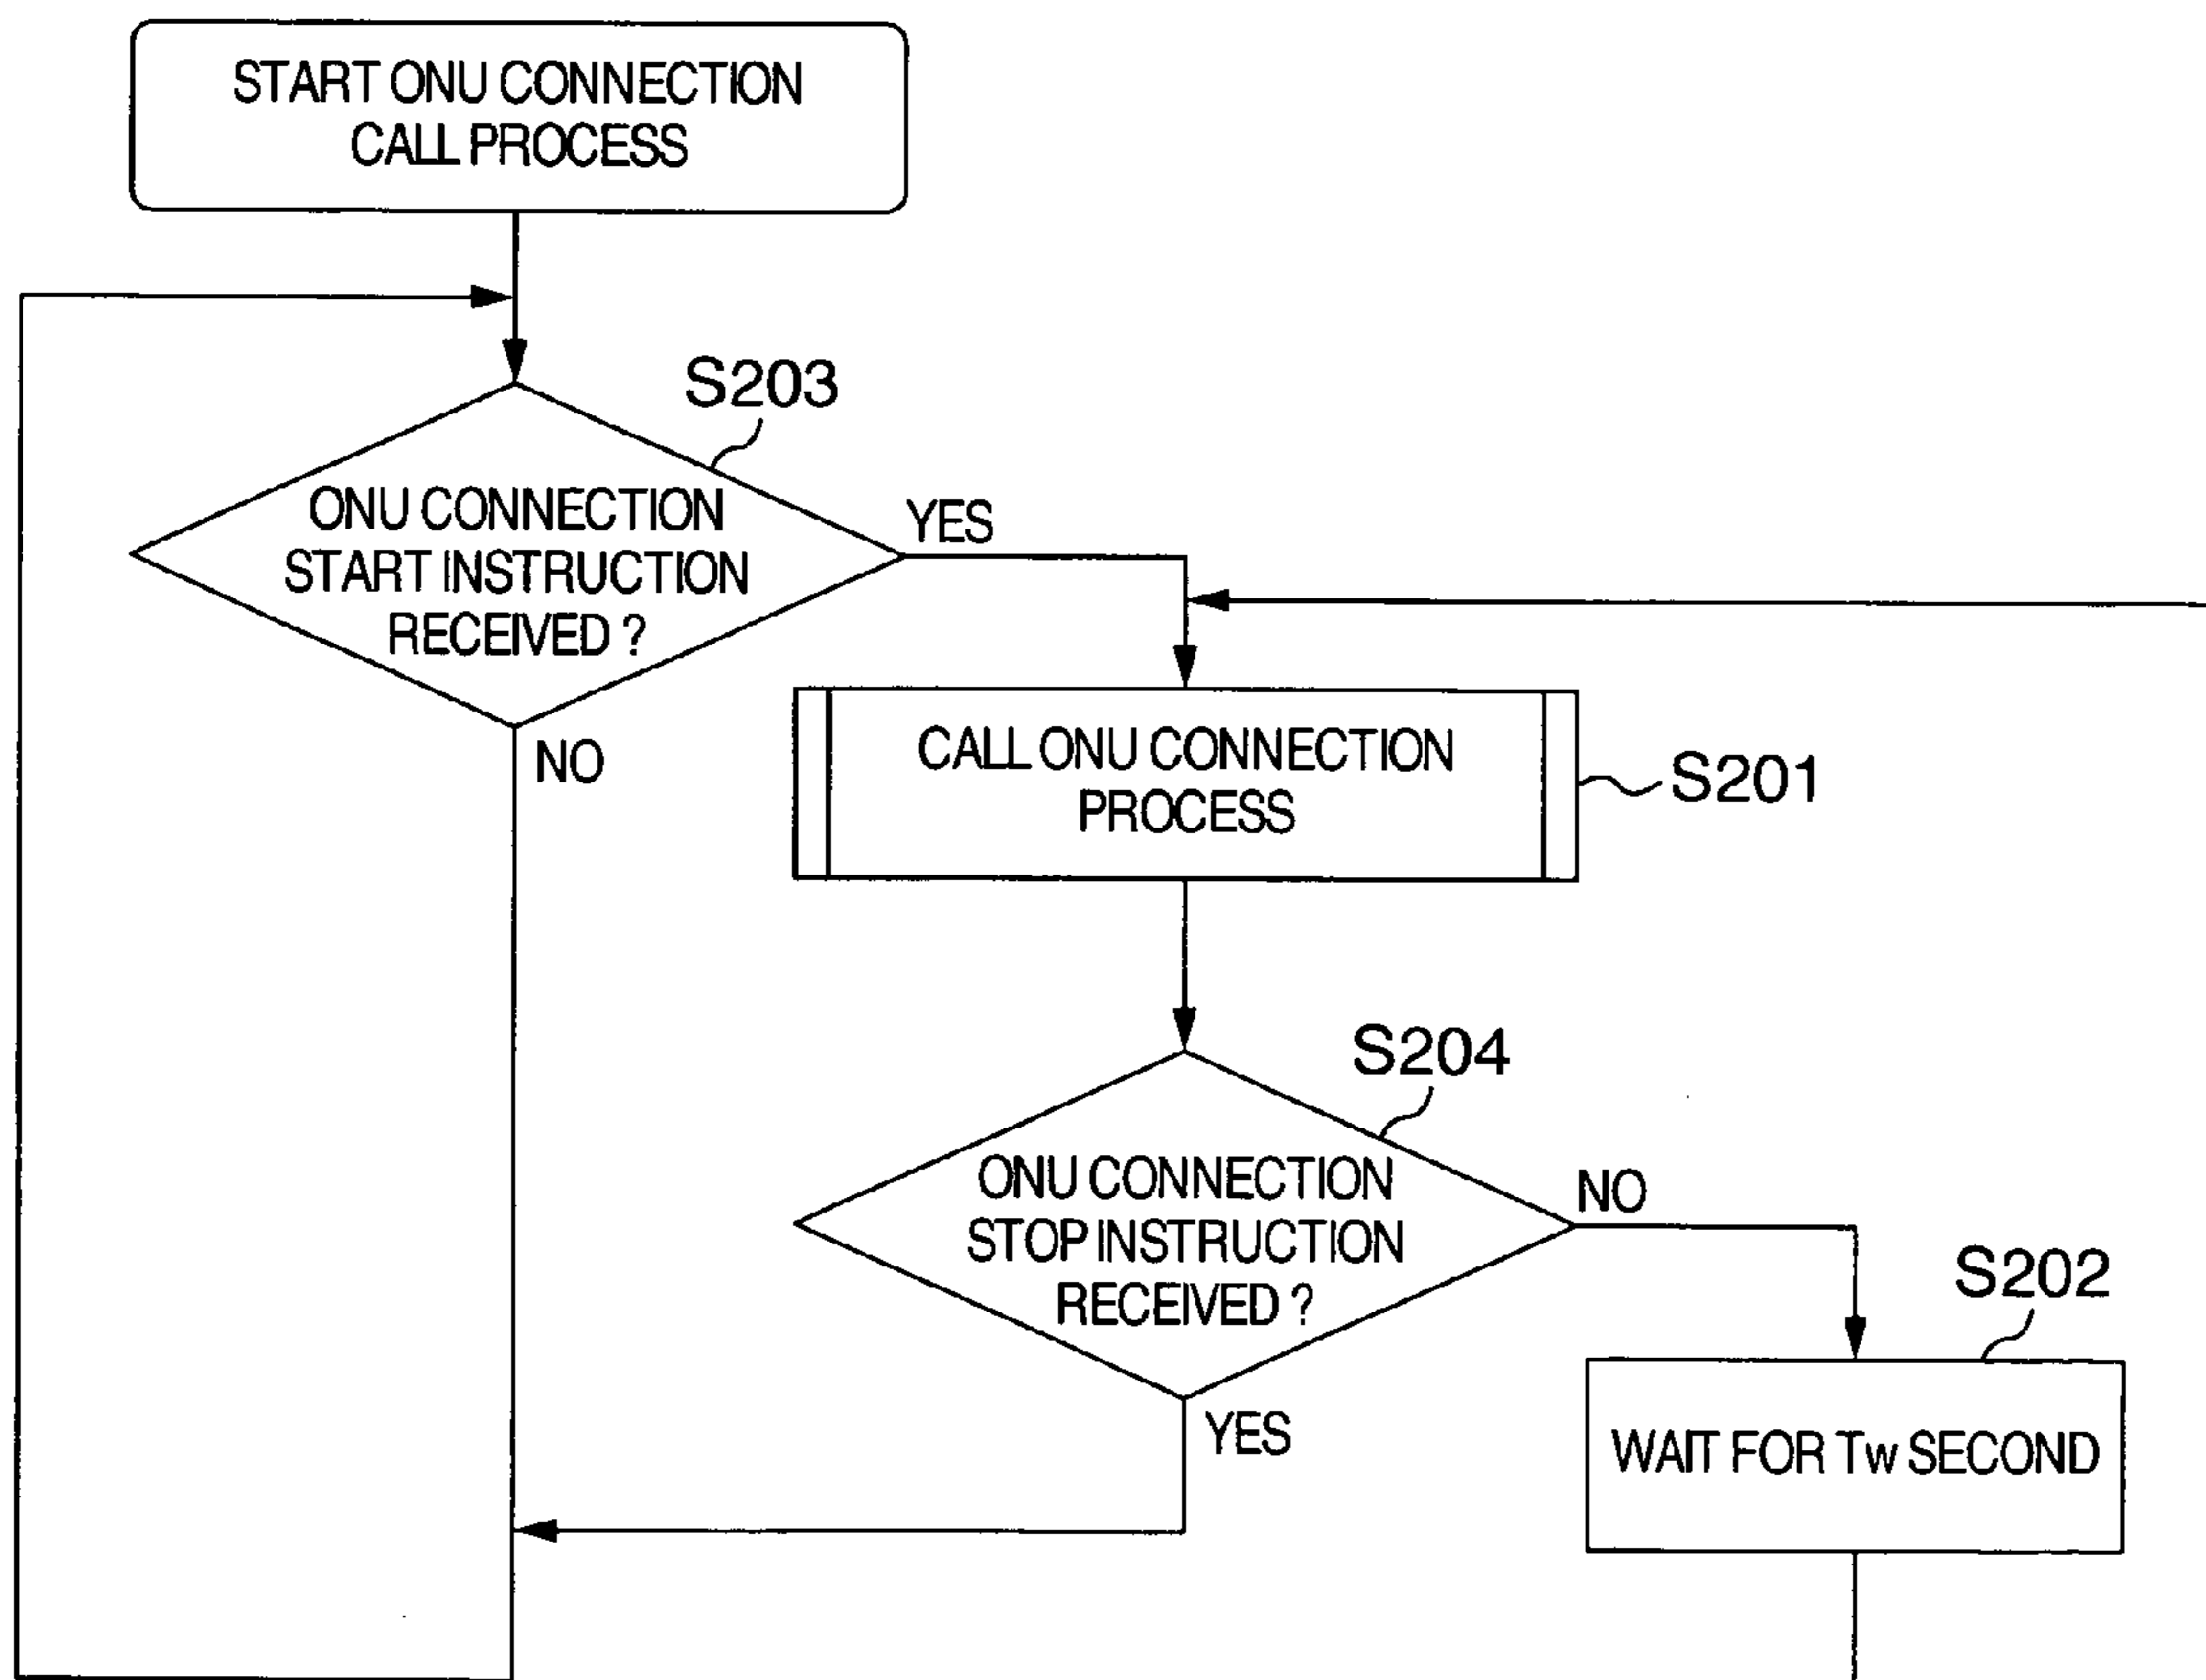 START ONU CONNECTION
CALL PROCESS
S203
ONU CONNECTION
START INSTRUCTION
RECEIVED ?
YES
NO
CALL ONU CONNECTION
PROCESS
S201
S204
ONU CONNECTION
STOP INSTRUCTION
RECEIVED ?
NO
YES
S202
WAIT FOR Tw SECOND